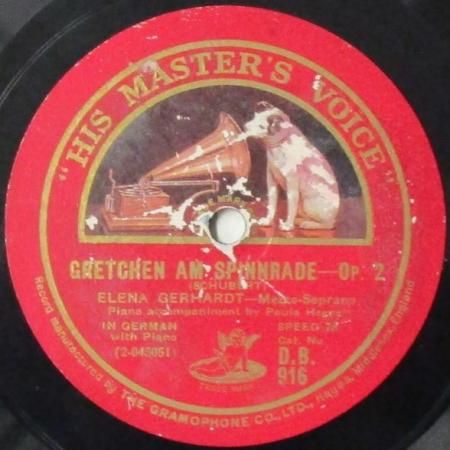 "HIS MASTER'S VOICE"
GRETCHEN AM SPINNRADE—OP. 2
(SCHUBERT)
ELENA GERHARDT—Mezzo-Soprano
Piano accompaniment by Paula Hegner
IN GERMAN SPEED 78
with Piano Cat. No.
(2-043051) D.B.
916
TRADE MARK
Record manufactured by THE GRAMOPHONE CO., LTD., Hayes, Middlesex, England